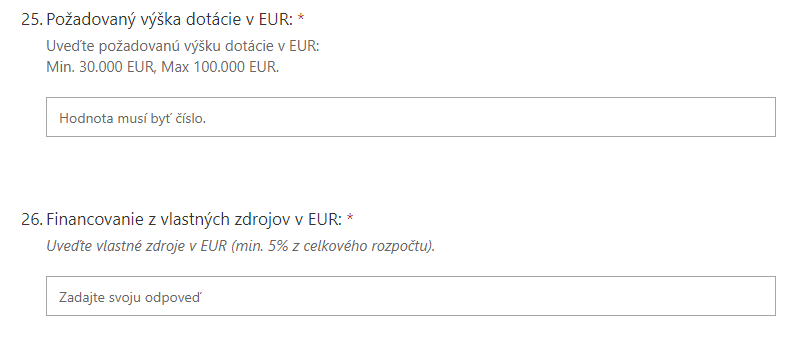 25. Požadovaný výška dotácie v EUR: *
Uveďte požadovanú výšku dotácie v EUR:
Min. 30.000 EUR, Max 100.000 EUR.
Hodnota musí byť číslo.
26. Financovanie z vlastných zdrojov v EUR: *
Uveďte vlastné zdroje v EUR (min. 5% z celkového rozpočtu).
Zadajte svoju odpoveď